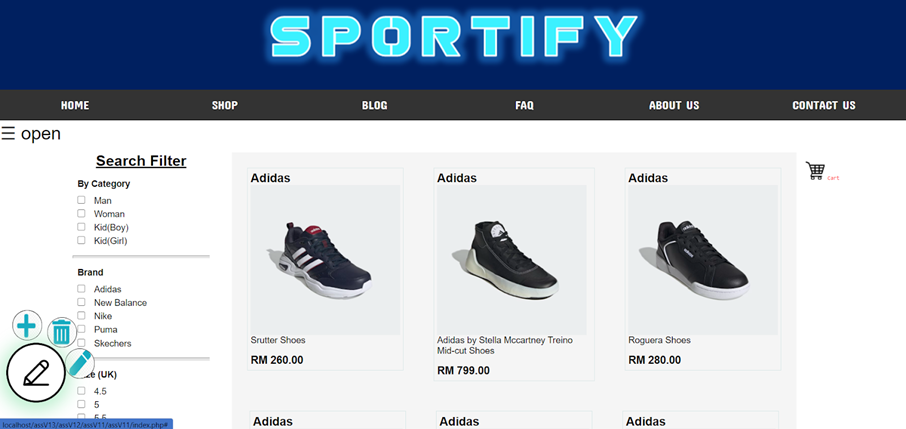 SPORTIFY
HOME SHOP BLOG FAQ ABOUT US CONTACT US
☰ open
Search Filter
By Category
Man
Woman
Kid(Boy)
Kid(Girl)
Brand
Adidas
New Balance
Nike
Puma
Skechers
(UK)
4.5
5
5.5
Adidas
Srutter Shoes
RM 260.00
Adidas
Adidas by Stella Mccartney Treino
Mid-cut Shoes
RM 799.00
Adidas
Roguera Shoes
RM 280.00
Cart
Adidas
Adidas
Adidas
localhost/assV13/assV12/assV11/assV11/index.php#